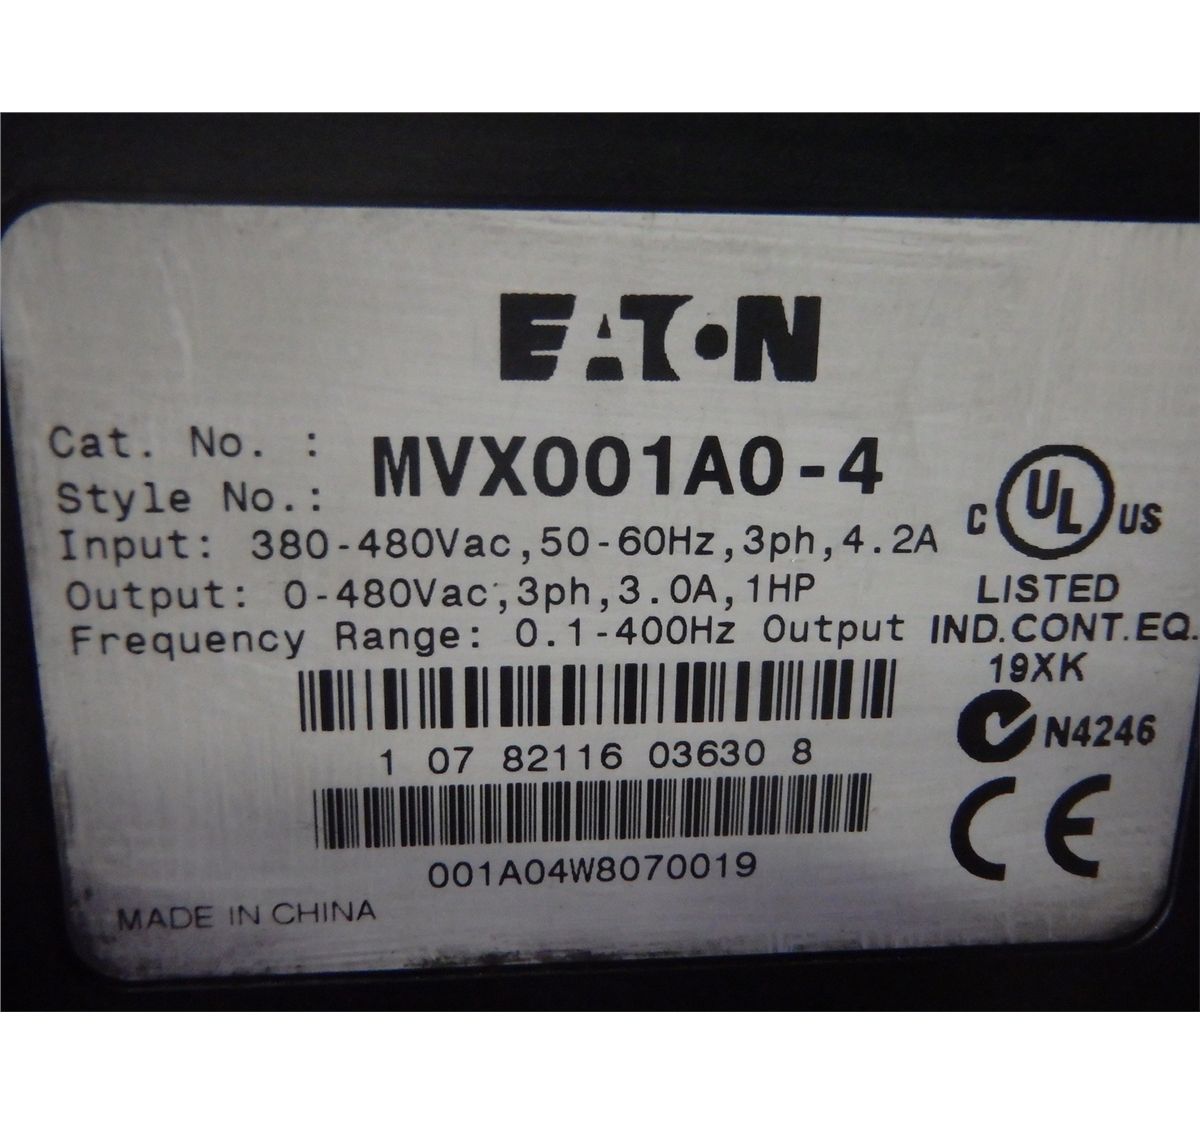 EATON
Cat. No. : MVX001A0-4
Style No.:
Input: 380-480Vac,50-60Hz,3ph,4.2A
Output: 0-480Vac,3ph,3.0A,1HP
Frequency Range: 0.1-400Hz Output
C UL US
LISTED
IND.CONT.EQ.
19XK
N4246
CE
1 07 82116 03630 8
001A04W8070019
MADE IN CHINA